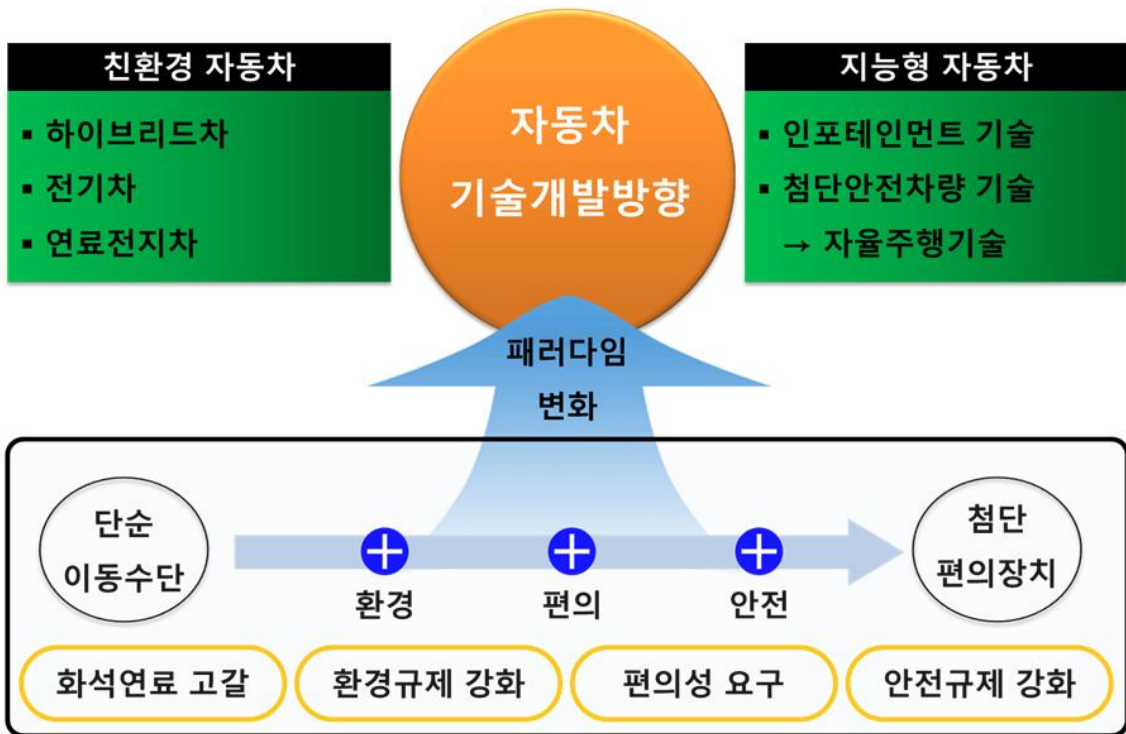 친환경 자동차
▪ 하이브리드차
▪ 전기차
▪ 연료전지차
자동차
기술개발방향
지능형 자동차
▪ 인포테인먼트 기술
▪ 첨단안전차량 기술
→ 자율주행기술
패러다임
변화
단순
이동수단
환경
편의
안전
첨단
편의장치
화석연료 고갈
환경규제 강화
편의성 요구
안전규제 강화